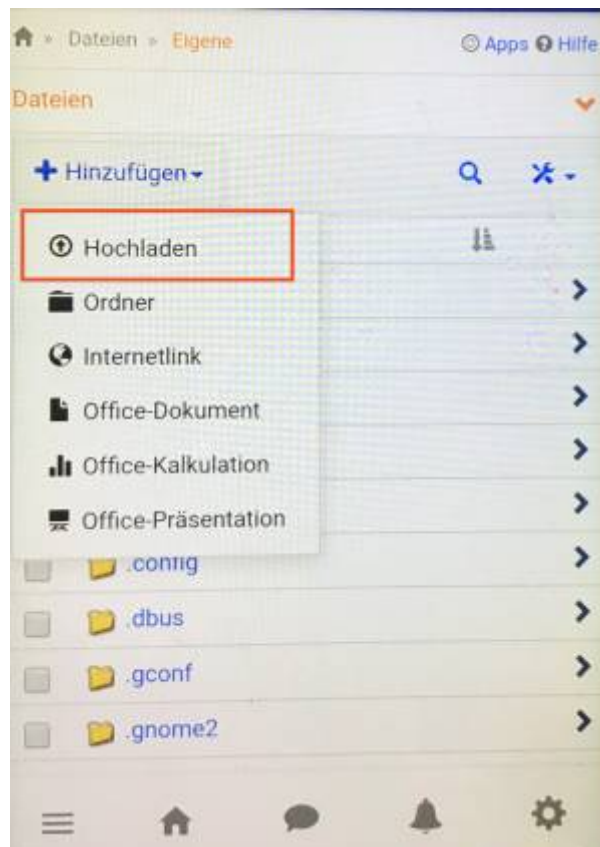 » Dateien » Eigene Apps Hilfe
Dateien
Hinzufügen
Hochladen
Ordner
Internetlink
Office-Dokument
Office-Kalkulation
Office-Präsentation
.config
.dbus
.gconf
.gnome2